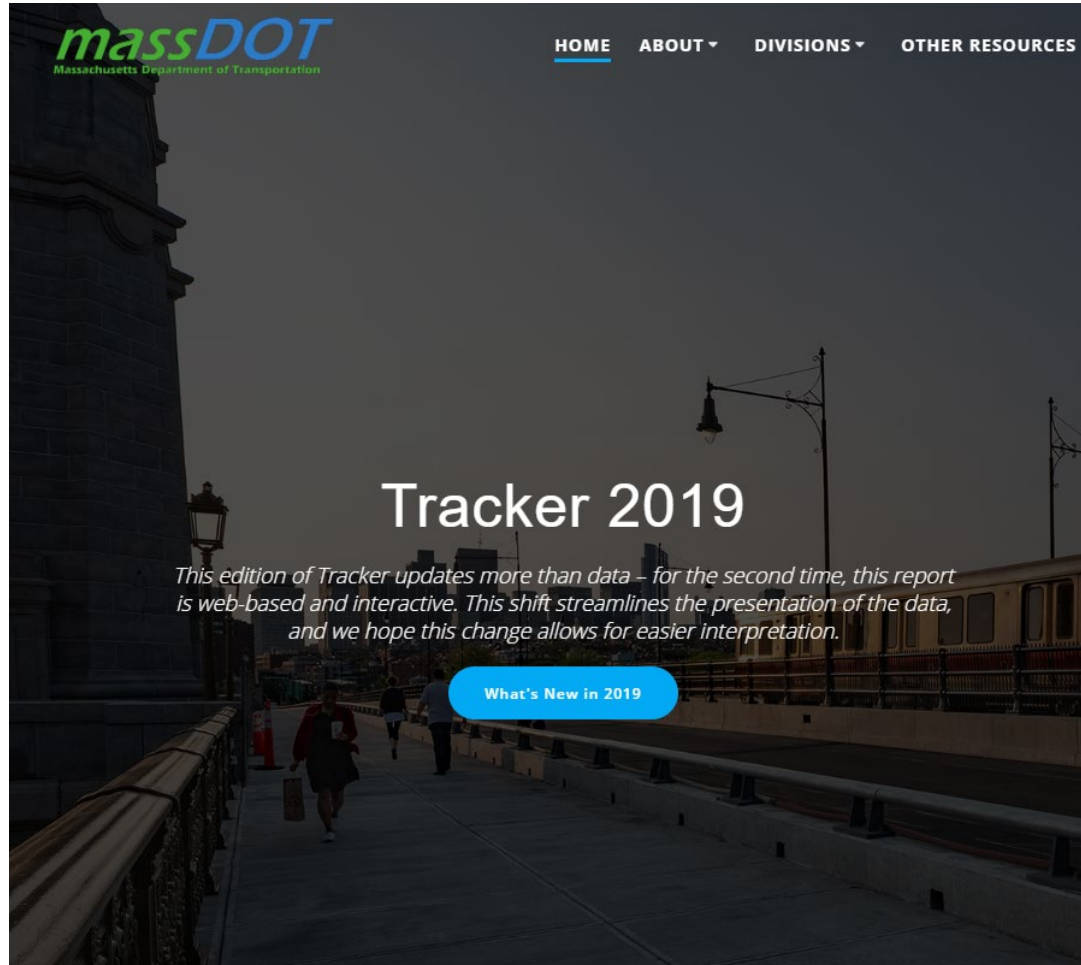 massDOT
Massachusetts Department of Transportation
HOME ABOUT DIVISIONS OTHER RESOURCES
Tracker 2019
This edition of Tracker updates more than data – for the second time, this report
is web-based and interactive. This shift streamlines the presentation of the data,
and we hope this change allows for easier interpretation.
What's New in 2019